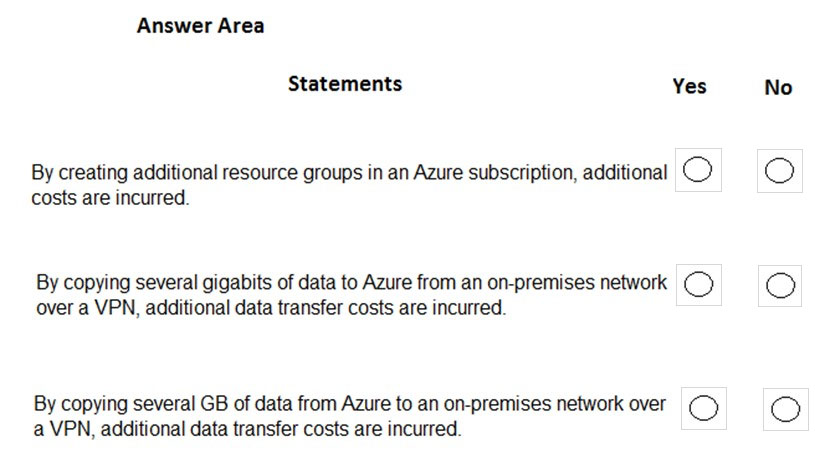 Answer Area
Statements Yes No
By creating additional resource groups in an Azure subscription, additional
costs are incurred.
By copying several gigabits of data to Azure from an on-premises network
over a VPN, additional data transfer costs are incurred.
By copying several GB of data from Azure to an on-premises network over
a VPN, additional data transfer costs are incurred.